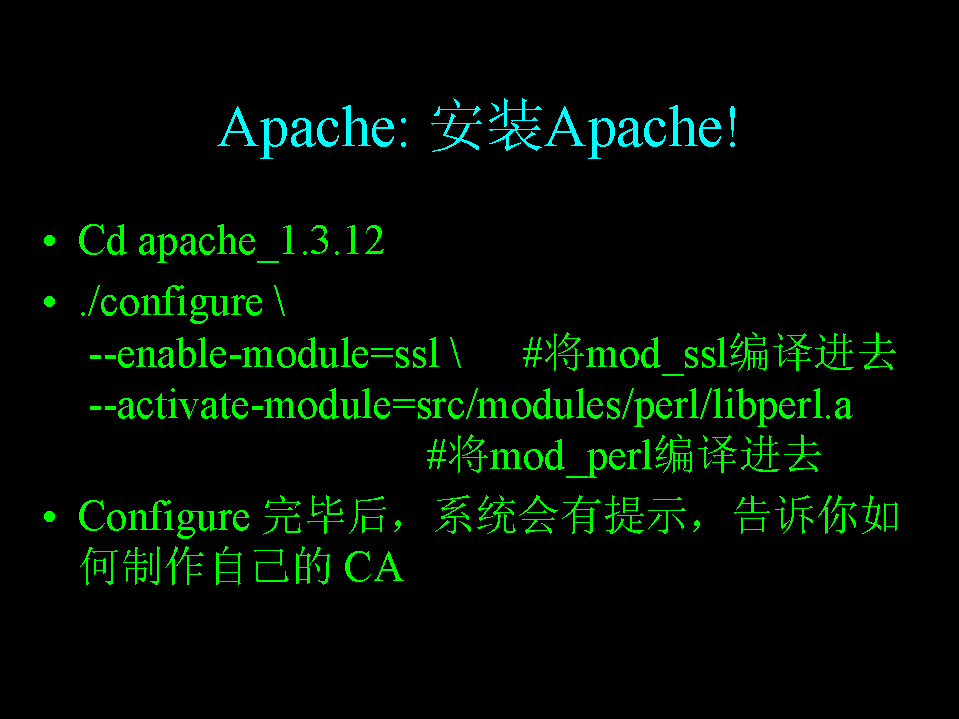 Apache: 安装Apache!
• Cd apache_1.3.12
• ./configure \
--enable-module=ssl \ #将mod_ssl编译进去
--activate-module=src/modules/perl/libperl.a
#将mod_perl编译进去
• Configure 完毕后，系统会有提示，告诉你如
何制作自己的 CA